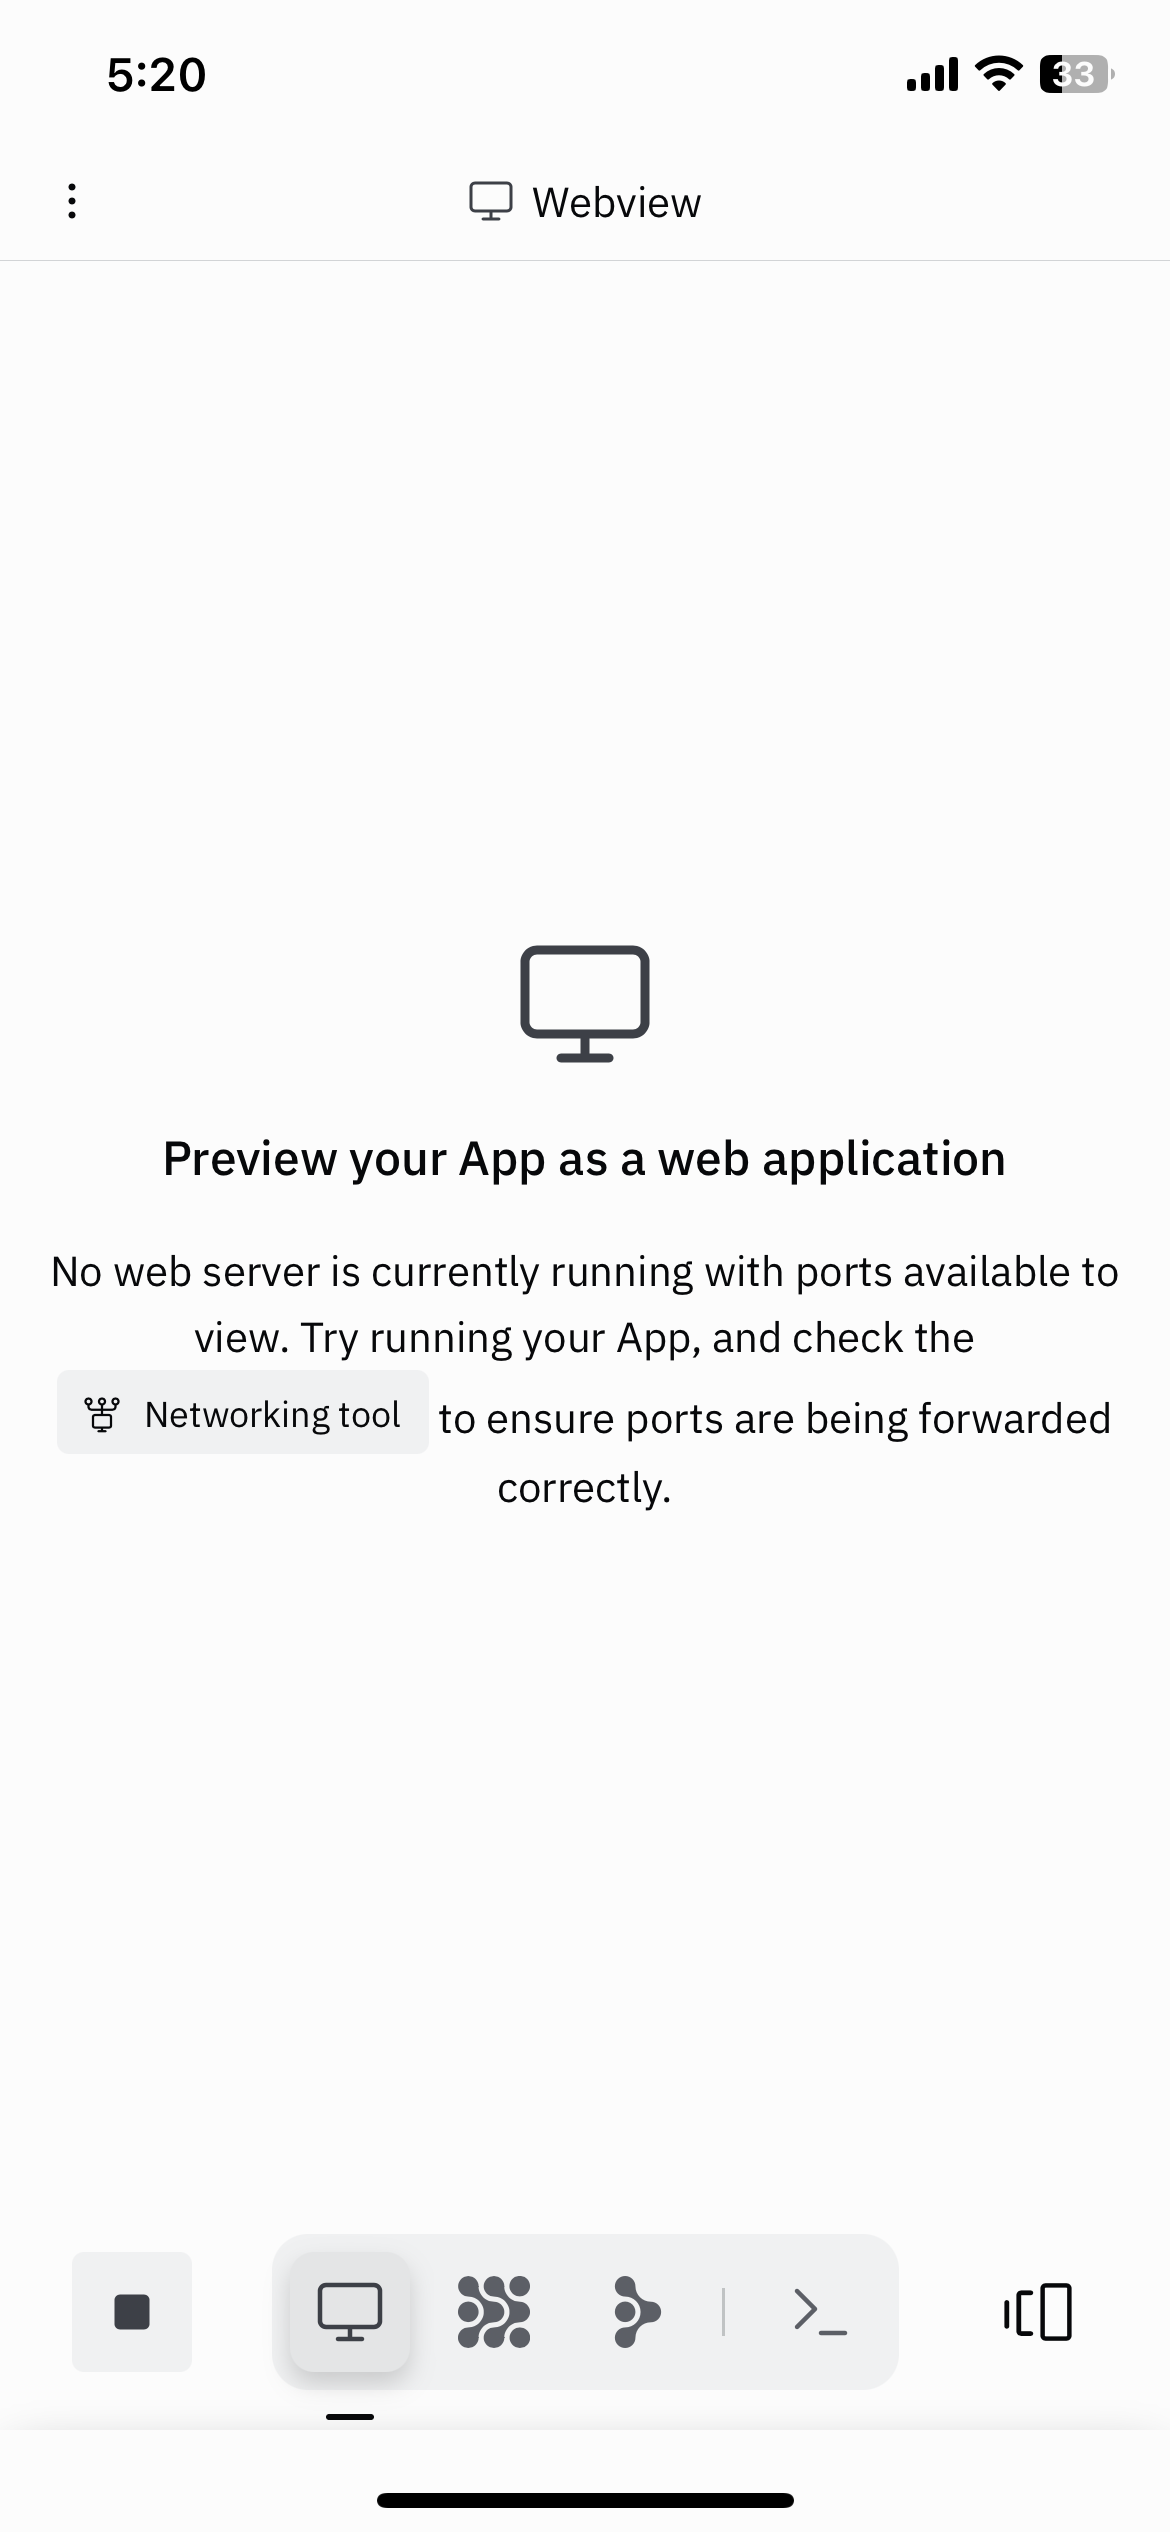 5:20
33
Webview
Preview your App as a web application
No web server is currently running with ports available to
view. Try running your App, and check the
Networking tool to ensure ports are being forwarded
correctly.